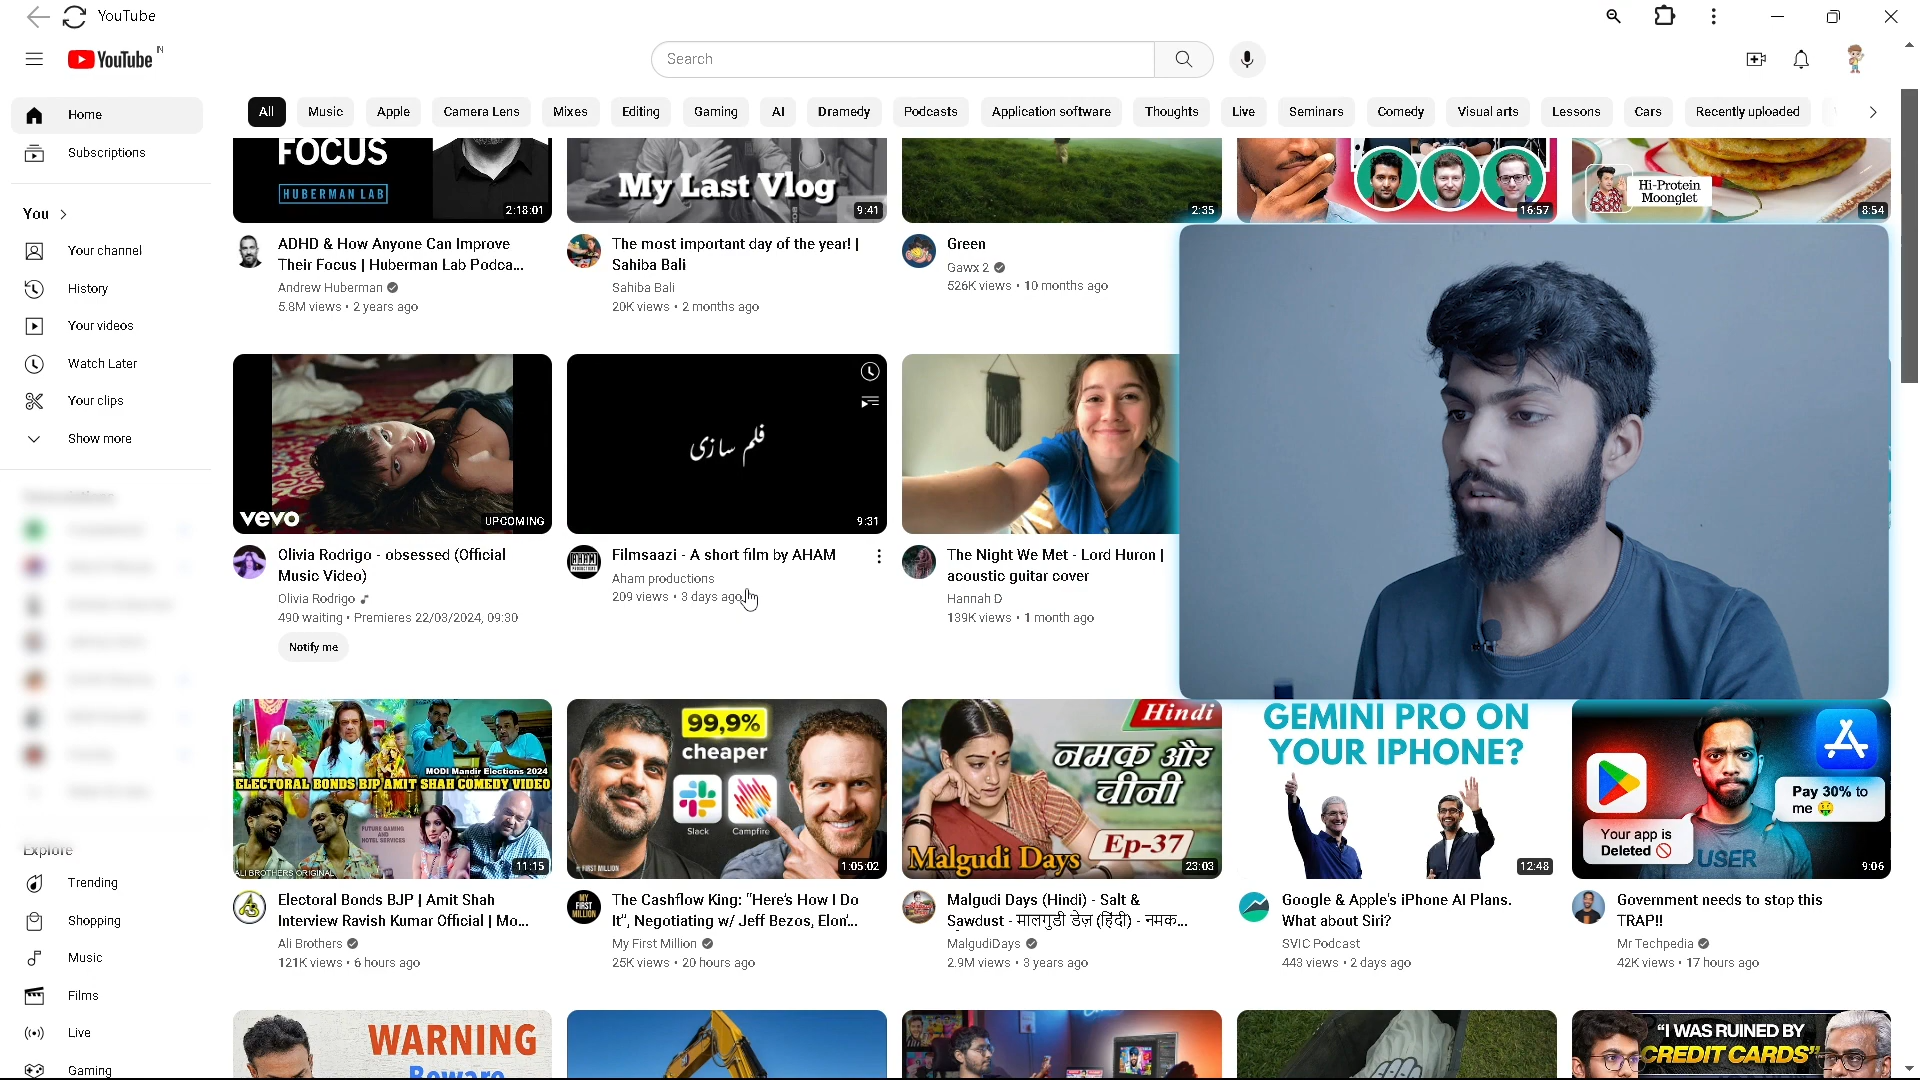 YouTube
YouTube IN
Search
All Music Apple Camera Lens Mixes Editing Gaming AI Dramedy Podcasts Application software Thoughts Live Seminars Comedy Visual arts Lessons Cars Recently uploaded
Home
Subscriptions
You
Your channel
History
Your videos
Watch Later
Your clips
Show more
Explore
Trending
Shopping
Music
Films
Live
Gaming
FOCUS
HUBERMAN LAB
2:18:01
ADHD & How Anyone Can Improve
Their Focus | Huberman Lab Podca...
Andrew Huberman
5.8M views • 2 years ago
My Last Vlog
9:41
The most important day of the year! |
Sahiba Bali
Sahiba Bali
20K views • 2 months ago
2:35
Green
Gawx 2
526K views • 10 months ago
16:57
Hi-Protein
Moonglet
8:54
vevo
UPCOMING
Olivia Rodrigo - obsessed (Official
Music Video)
Olivia Rodrigo
490 waiting • Premieres 22/03/2024, 09:30
Notify me
فلم سازی
9:31
Filmsaazi - A short film by AHAM
Aham productions
209 views • 3 days ago
The Night We Met - Lord Huron |
acoustic guitar cover
Hannah D
139K views • 1 month ago
MODI Mandir Elections 2024
ELECTORAL BONDS BJP AMIT SHAH COMEDY VIDEO
FUTURE GAMING
AND
HOTEL SERVICES
ALI BROTHERS ORIGINAL
11:15
Electoral Bonds BJP | Amit Shah
Interview Ravish Kumar Official | Mo...
Ali Brothers
121K views • 6 hours ago
99,9%
cheaper
Slack
Campfire
1:05:02
The Cashflow King: "Here's How I Do
It", Negotiating w/ Jeff Bezos, Elon'...
MY
FIRST
MILLION
My First Million
25K views • 20 hours ago
Hindi
नमक और
चीनी
Ep-37
Malgudi Days
23:03
Malgudi Days (Hindi) - Salt &
Sawdust - मालगुडी डेज़ (हिंदी) - नमक...
MalgudiDays
2.9M views • 3 years ago
GEMINI PRO ON
YOUR IPHONE?
12:48
Google & Apple's iPhone AI Plans.
What about Siri?
SVIC Podcast
443 views • 2 days ago
Pay 30% to
me
Your app is
Deleted
USER
9:06
Government needs to stop this
TRAP!!
Mr Techpedia
42K views • 17 hours ago
WARNING
Beware
"I WAS RUINED BY
CREDIT CARDS"